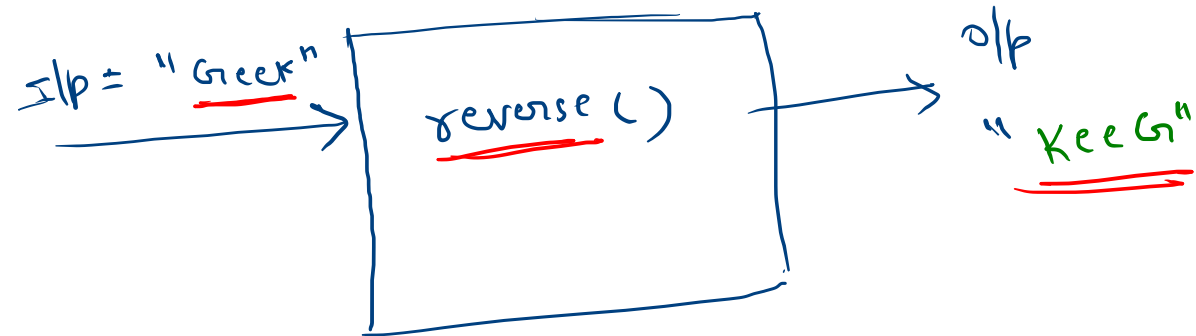 I/p = "Geek"
reverse ( )
O/p
"KeeG"